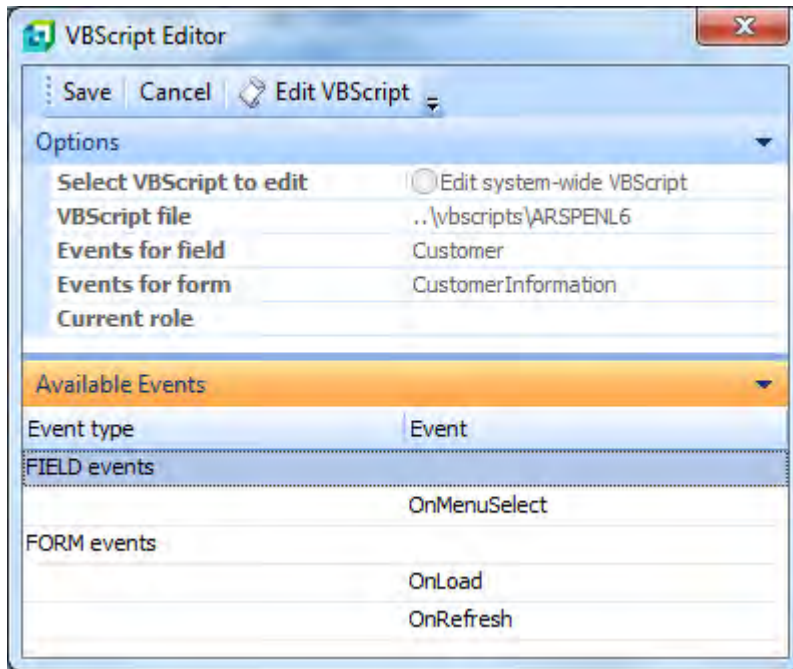 VBScript Editor
Save Cancel Edit VBScript
Options
Select VBScript to edit Edit system-wide VBScript
VBScript file ..\vbscripts\ARSPENL6
Events for field Customer
Events for form CustomerInformation
Current role
Available Events
Event type Event
FIELD events
OnMenuSelect
FORM events
OnLoad
OnRefresh